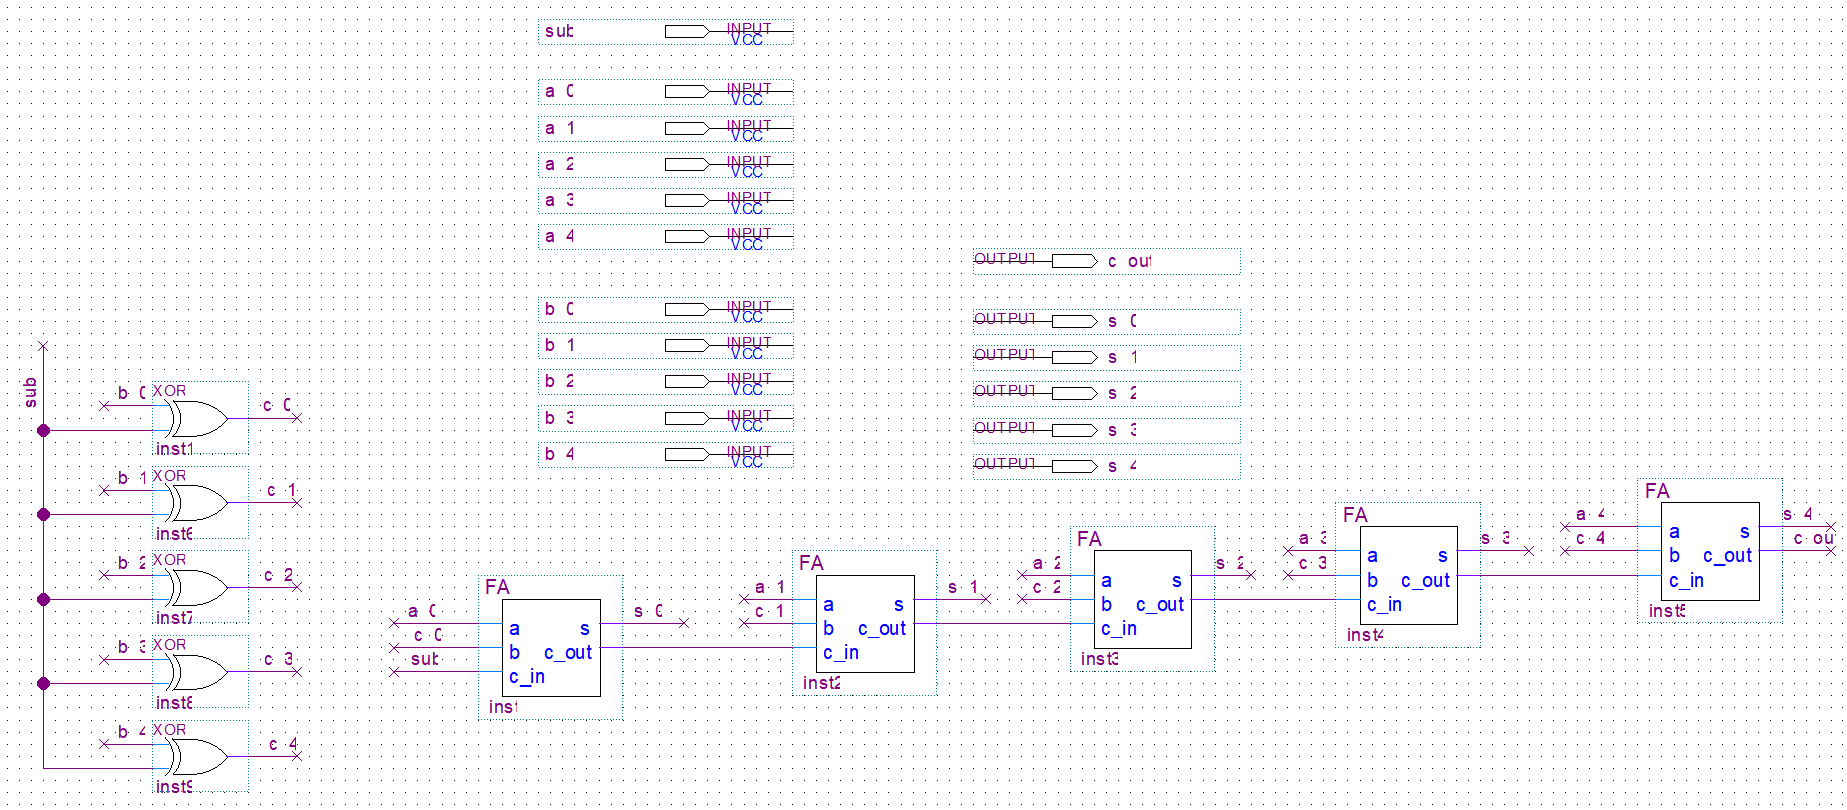 sub INPUT VCC
a 0 INPUT VCC
a 1 INPUT VCC
a 2 INPUT VCC
a 3 INPUT VCC
a 4 INPUT VCC
b 0 INPUT VCC
b 1 INPUT VCC
b 2 INPUT VCC
b 3 INPUT VCC
b 4 INPUT VCC
OUTPUT c out
OUTPUT s 0
OUTPUT s 1
OUTPUT s 2
OUTPUT s 3
OUTPUT s 4
sub
b 0 XOR c 0
inst1
b 1 XOR c 1
inst6
b 2 XOR c 2
inst7
b 3 XOR c 3
inst8
b 4 XOR c 4
inst9
FA
a 0 a s s 0
c 0 b c_out
sub c_in
inst
FA
a 1 a s s 1
c 1 b c_out
c_in
inst2
FA
a 2 a s s 2
c 2 b c_out
c_in
inst3
FA
a 3 a s s 3
c 3 b c_out
c_in
inst4
FA
a 4 a s s 4
c 4 b c_out c ou
c_in
inst5